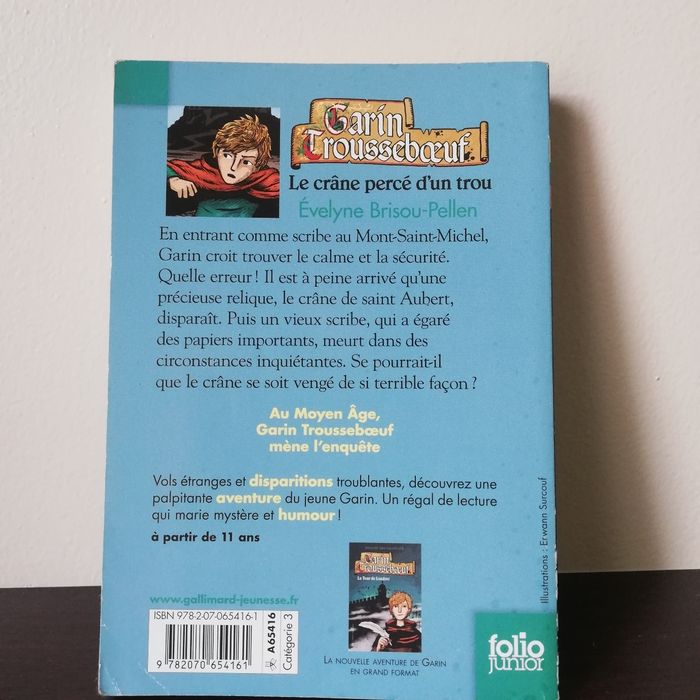 Garin
Trousseboeuf
Le crâne percé d'un trou
Évelyne Brisou-Pellen
En entrant comme scribe au Mont-Saint-Michel,
Garin croit trouver le calme et la sécurité.
Quelle erreur ! Il est à peine arrivé qu'une
précieuse relique, le crâne de saint Aubert,
disparaît. Puis un vieux scribe, qui a égaré
des papiers importants, meurt dans des
circonstances inquiétantes. Se pourrait-il
que le crâne se soit vengé de si terrible façon ?
Au Moyen Âge,
Garin Troussebœuf
mène l'enquête
Vols étranges et disparitions troublantes, découvrez une
palpitante aventure du jeune Garin. Un régal de lecture
qui marie mystère et humour !
à partir de 11 ans
Illustrations : Erwann Surcouf
www.gallimard-jeunesse.fr
ISBN 978-2-07-065416-1
9 782070 654161
A65416
Catégorie 3
Garin
Troussebœuf
La Tour de Londres
LA NOUVELLE AVENTURE DE GARIN
EN GRAND FORMAT
folio
junior